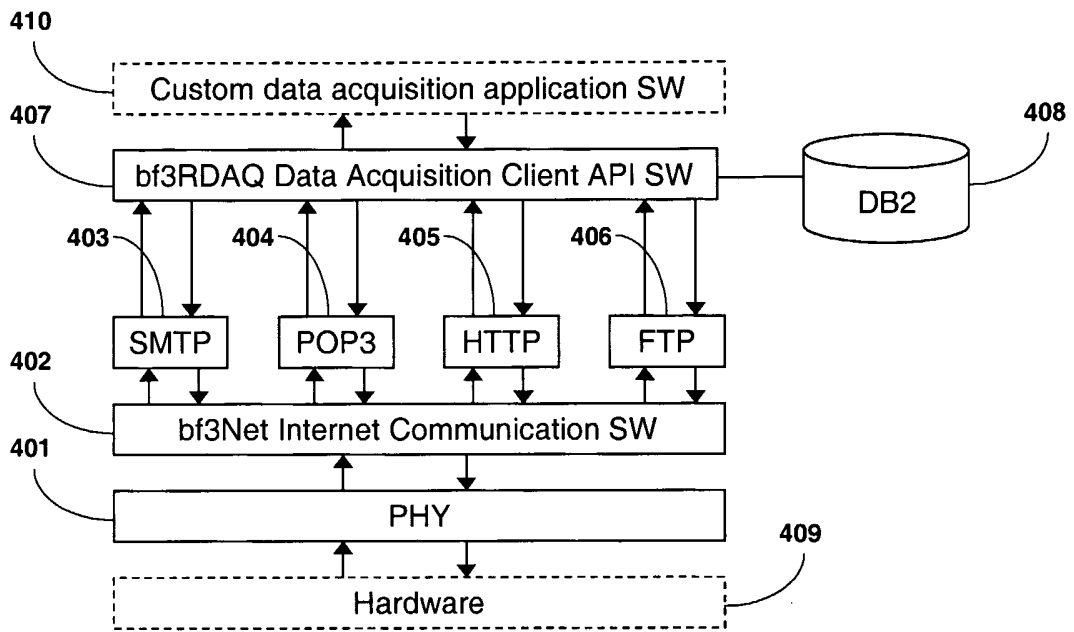 410
Custom data acquisition application SW
407
408
bf3RDAQ Data Acquisition Client API SW
DB2
403
404
405
406
SMTP
POP3
HTTP
FTP
402
bf3Net Internet Communication SW
401
PHY
409
Hardware